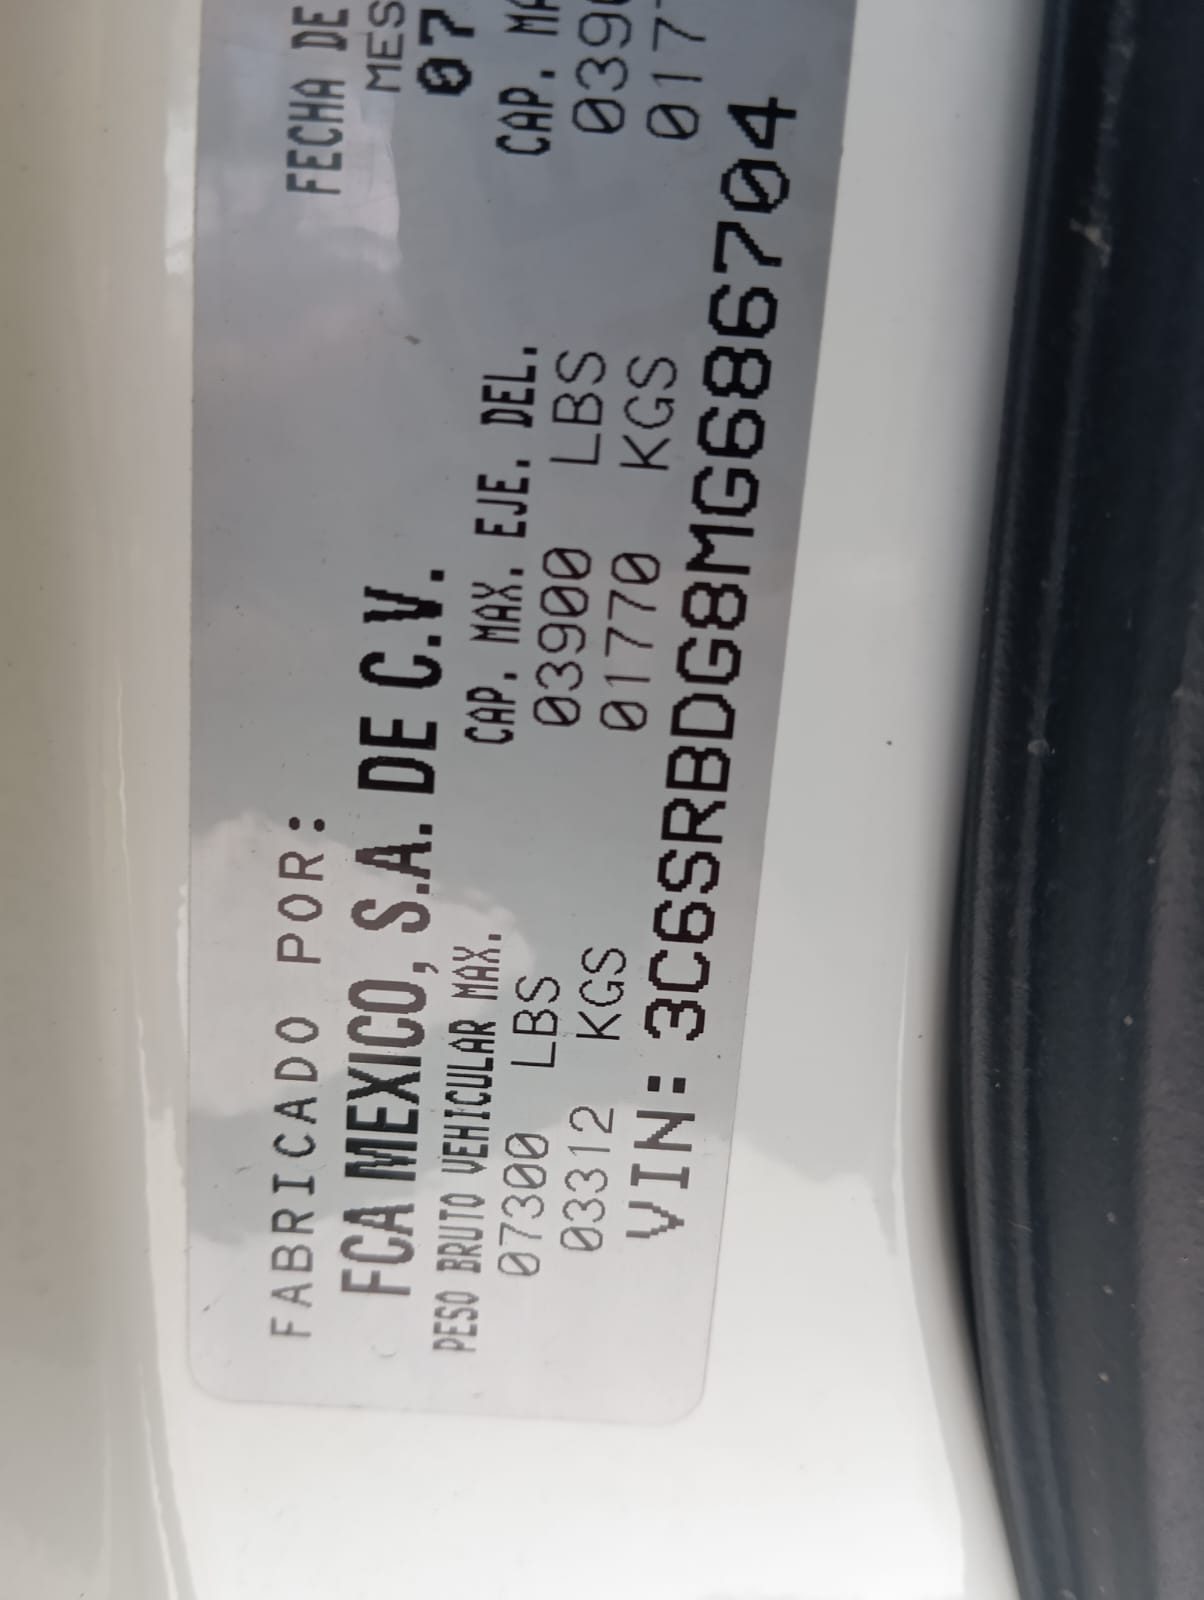 FECHA DE
FABRICADO POR:
MES
FCA MEXICO, S.A. DE C.V.
07
PESO BRUTO VEHICULAR MAX.
CAP. MAX. EJE. DEL.
CAP.
07300 LBS
03900 LBS
03312 KGS
01770 KGS
VIN: 3C6SRBDG8MG686704